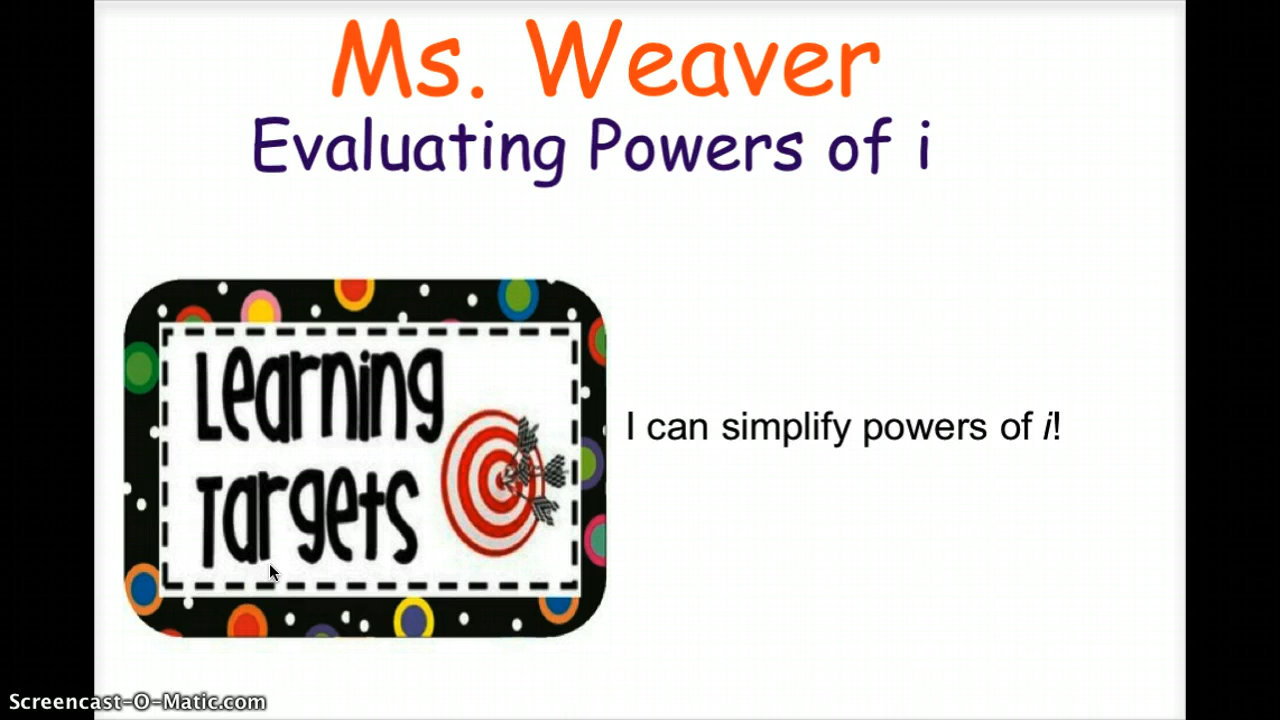 Ms. Weaver
Evaluating Powers of i
Learning
Targets
I can simplify powers of i!
Screencast-O-Matic.com